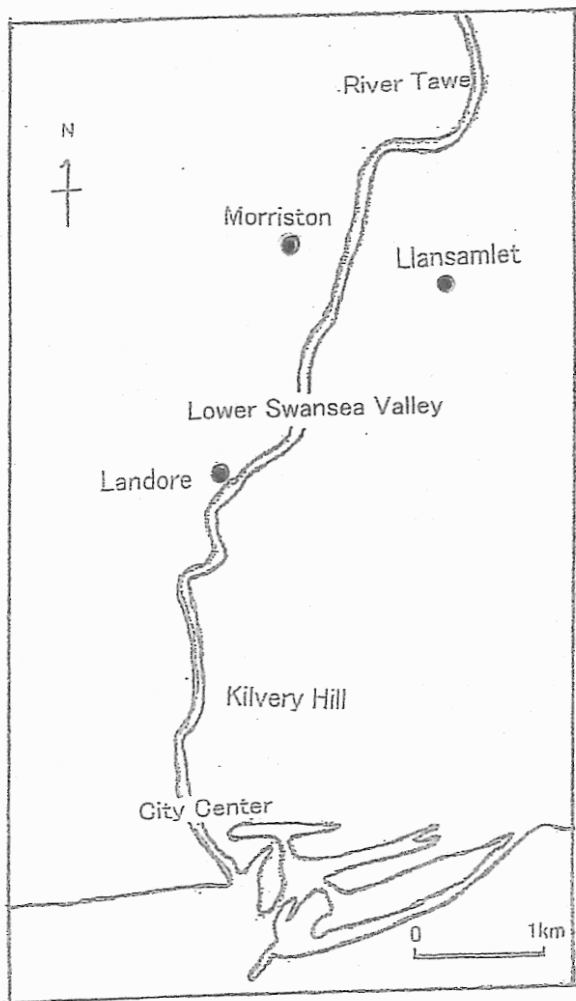 River Tawe
N
Morriston
Llansamlet
Lower Swansea Valley
Landore
Kilvery Hill
City Center
0 1km